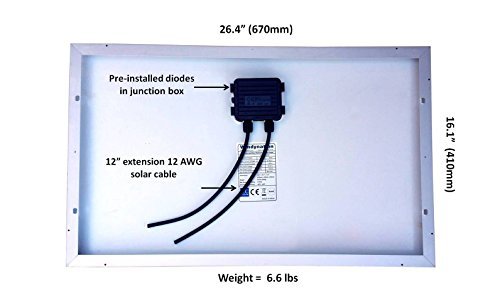 26.4” (670mm)
Pre-installed diodes
in junction box
16.1” (410mm)
12” extension 12 AWG
solar cable
CE
Weight = 6.6 lbs